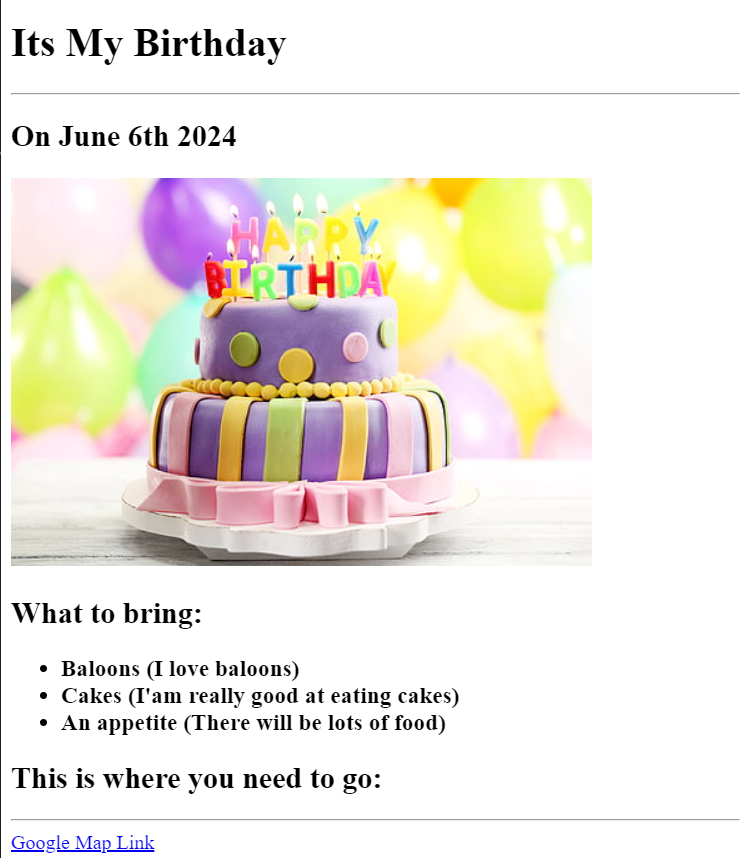 Its My Birthday
On June 6th 2024
HAPPY
BIRTHDAY
What to bring:
Baloons (I love baloons)
Cakes (I'am really good at eating cakes)
An appetite (There will be lots of food)
This is where you need to go:
Google Map Link